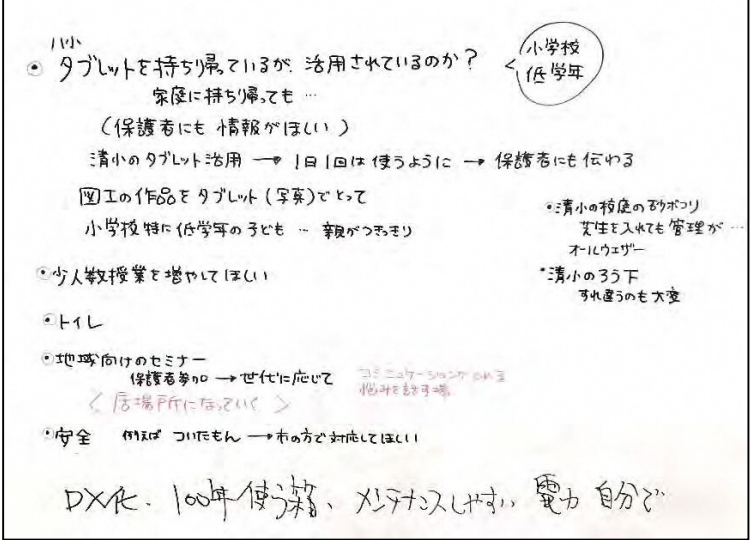 八小
・タブレットを持ち帰っているが、活用されているのか?
小学校
低学年
家庭に持ち帰っても…
(保護者にも 情報がほしい)
清小のタブレット活用 → 1日1回は使うように → 保護者にも伝わる
図工の作品をタブレット(写真)でとって
小学校 特に低学年の子ども … 親がつきっきり
・清小の校庭の砂ボコリ
芝生を入れても管理が…
オールウェザー
・清小のろう下
すれ違うのも大変
・少人数授業を増やしてほしい
・トイレ
・地域向けのセミナー
保護者参加 → 世代に応じて
コミニュケーションがとれる
悩みを話す場
<居場所になっていく>
・安全 例えば ついたもん → 市の方で対応してほしい
DX化、100年使う箱、メンテナンスしやすい 電力 自分で